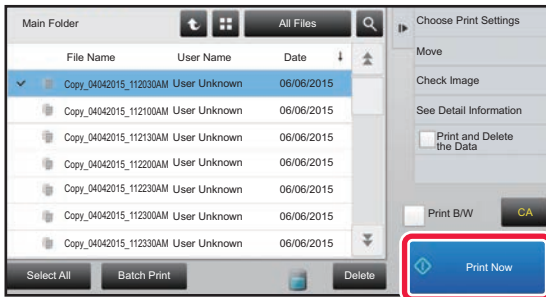 Main Folder
All Files
File Name User Name Date
Copy_04042015_112030AM User Unknown 06/06/2015
Copy_04042015_112100AM User Unknown 06/06/2015
Copy_04042015_112130AM User Unknown 06/06/2015
Copy_04042015_112200AM User Unknown 06/06/2015
Copy_04042015_112230AM User Unknown 06/06/2015
Copy_04042015_112300AM User Unknown 06/06/2015
Copy_04042015_112330AM User Unknown 06/06/2015
Select All Batch Print Delete
Choose Print Settings
Move
Check Image
See Detail Information
Print and Delete
the Data
Print B/W CA
Print Now